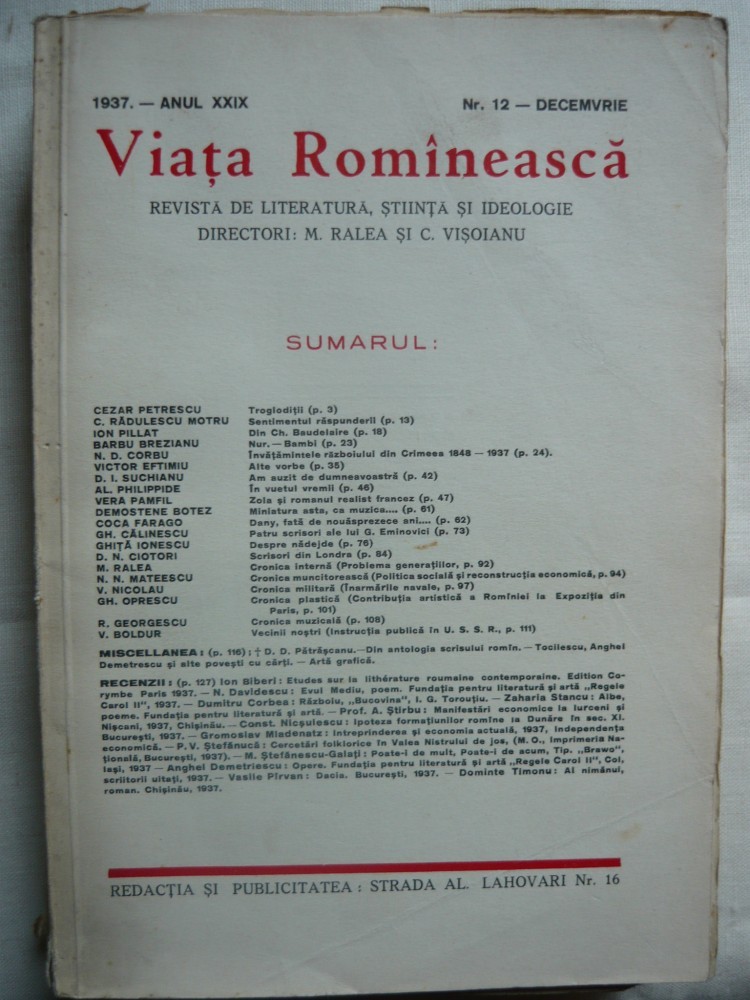 1937. — ANUL XXIX Nr. 12 — DECEMVRIE
Viața Romînească
REVISTĂ DE LITERATURĂ, ȘTIINȚĂ ȘI IDEOLOGIE
DIRECTORI: M. RALEA ȘI C. VIȘOIANU
SUMARUL:
CEZAR PETRESCU Troglodiții (p. 3)
C. RĂDULESCU MOTRU Sentimentul răspunderii (p. 13)
ION PILLAT Din Ch. Baudelaire (p. 18)
BARBU BREZIANU Nur. — Bambi (p. 23)
N. D. CORBU Învățămintele războiului din Crimeea 1848 — 1937 (p. 24).
VICTOR EFTIMIU Alte vorbe (p. 35)
D. I. SUCHIANU Am auzit de dumneavoastră (p. 42)
AL. PHILIPPIDE În vuetul vremii (p. 46)
VERA PAMFIL Zola și romanul realist francez (p. 47)
DEMOSTENE BOTEZ Miniatura asta, ca muzica.... (p. 61)
COCA FARAGO Dany, fată de nouăsprezece ani.... (p. 62)
GH. CĂLINESCU Patru scrisori ale lui G. Eminovici (p. 73)
GHIȚĂ IONESCU Despre nădejde (p. 76)
D. N. CIOTORI Scrisori din Londra (p. 84)
M. RALEA Cronica internă (Problema generațiilor, p. 92)
N. N. MATEESCU Cronica muncitorească (Politica socială și reconstrucția economică, p. 94)
V. NICOLAU Cronica militară (Înarmările navale, p. 97)
GH. OPRESCU Cronica plastică (Contribuția artistică a Romîniei la Expoziția din
Paris, p. 101)
R. GEORGESCU Cronica muzicală (p. 108)
V. BOLDUR Vecinii noștri (Instrucția publică în U. S. S. R., p. 111)
MISCELLANEA: (p. 116); † D. D. Pătrășcanu. — Din antologia scrisului romîn. — Tocilescu, Anghel
Demetrescu și alte povești cu cărți. — Artă grafică.
RECENZII: (p. 127) Ion Biberi: Etudes sur la lithérature roumaine contemporaine. Edition Co-
rymbe Paris 1937. — N. Davidescu: Evul Mediu, poem. Fundația pentru literatură și artă „Regele
Carol II", 1937. — Dumitru Corbea: Războiu, „Bucovina", I. G. Toroutiu. — Zaharia Stancu: Albe,
poeme. Fundația pentru literatură și artă. — Prof. A. Știrbu: Manifestări economice la Iurceni și
Nișcani, 1937, Chișinău. — Const. Nicșulescu: Ipoteza formațiunilor romîne la Dunăre în sec. XI.
București, 1937. — Gromoslav Mladenatz: Intreprinderea și economia actuală, 1937, Independența
economică. — P. V. Ștefănucă: Cercetări folklorice în Valea Nistrului de jos, (M. O., Imprimeria Na-
țională, București, 1937). — M. Ștefănescu-Galați: Poate-i de mult, Poate-i de acum, Tip. „Brawo",
Iași, 1937 — Anghel Demetriescu: Opere. Fundația pentru literatură și artă „Regele Carol II", Col,
scriitorii uitați, 1937. — Vasile Pîrvan: Dacia. București, 1937. — Dominte Timonu: Al nimănui,
roman. Chișinău, 1937.
REDACȚIA ȘI PUBLICITATEA: STRADA AL. LAHOVARI Nr. 16